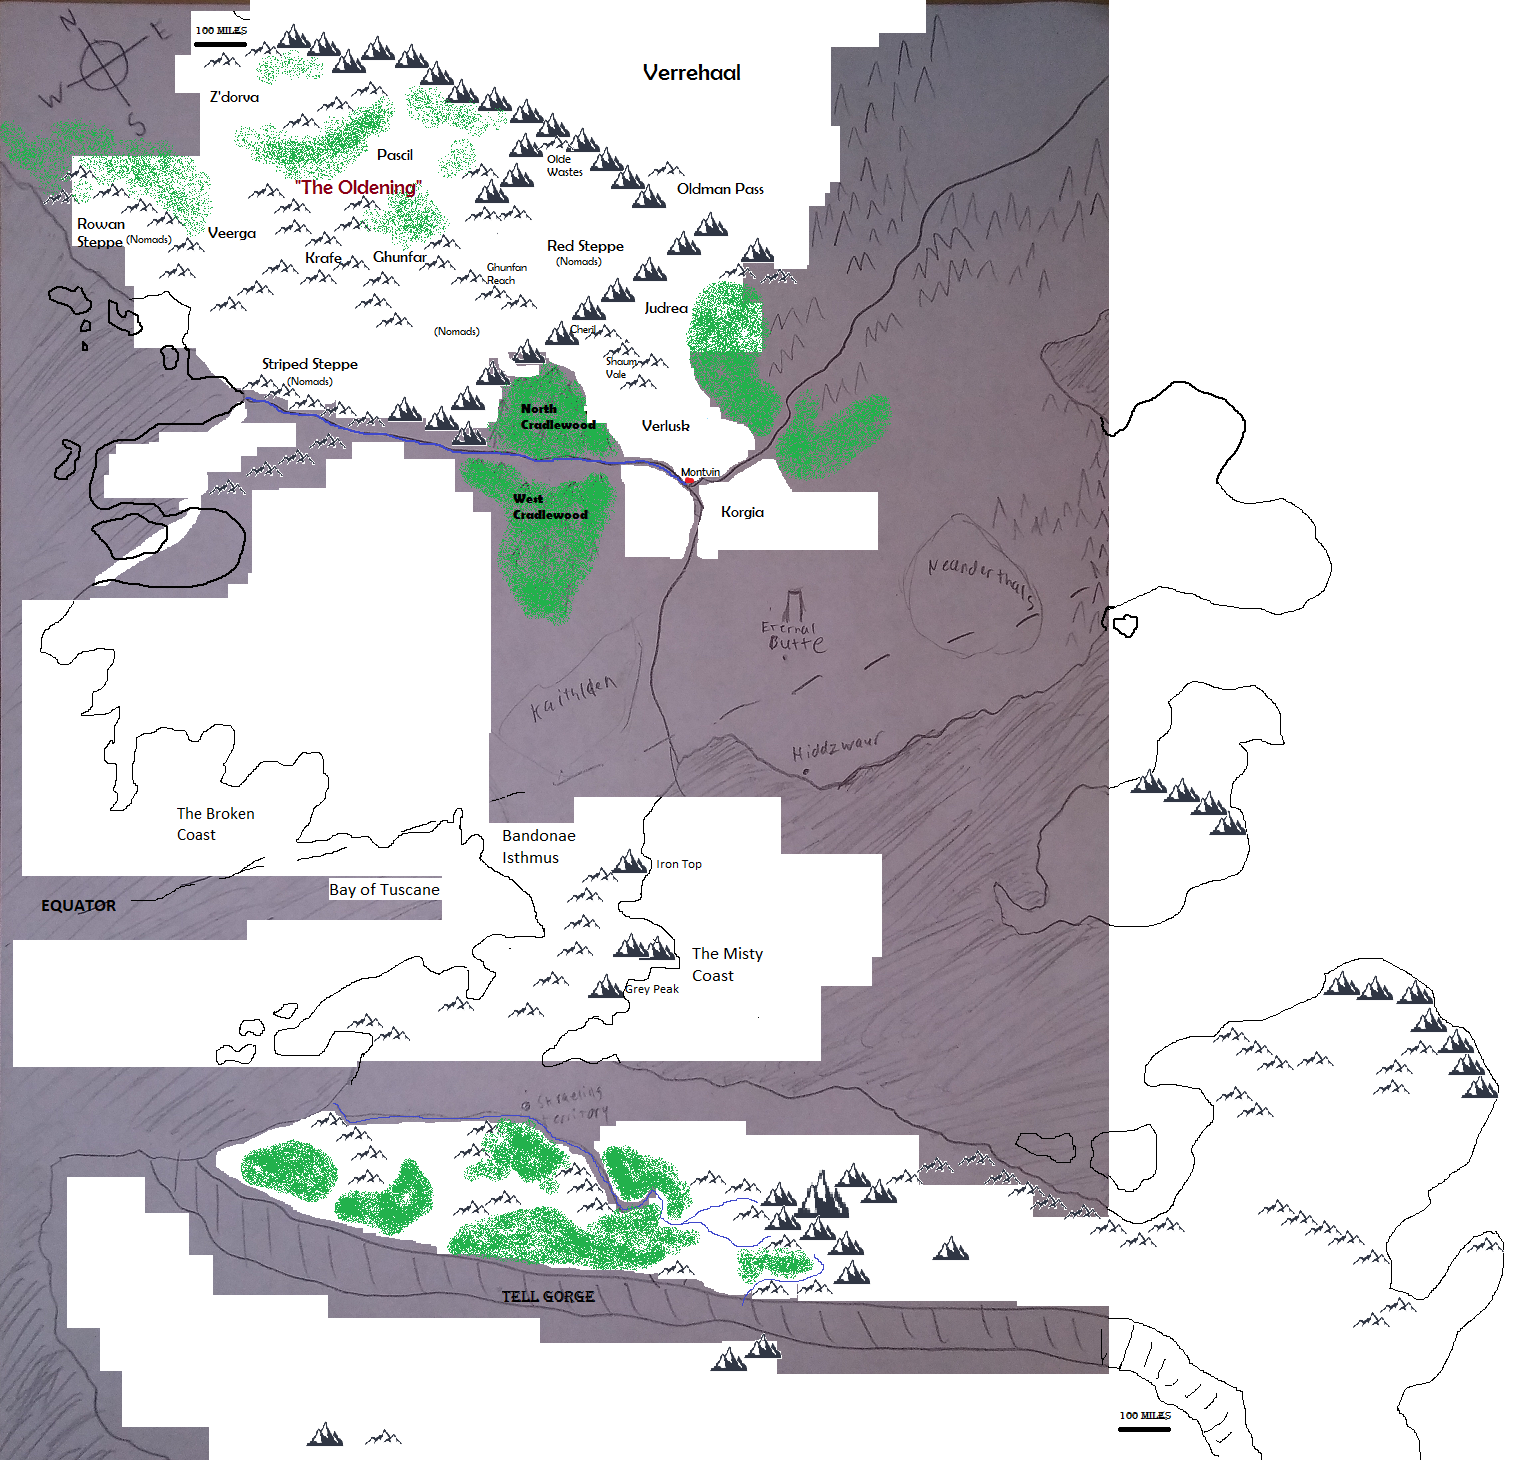 N
E
W
S
100 MILES
Verrehaal
Z'dorva
Pascil
Olde
Wastes
"The Oldening"
Oldman Pass
Rowan
Steppe (Nomads)
Veerga
Krafe
Ghunfar
Ghunfan
Reach
Red Steppe
(Nomads)
Judrea
(Nomads)
Cheril
Shaum
Vale
Striped Steppe
(Nomads)
North
Cradlewood
Verlusk
Montvin
West
Cradlewood
Korgia
Neanderthals
Eternal
Butte
Kaithlden
Hiddzwaur
The Broken
Coast
Bandonae
Isthmus
Iron Top
Bay of Tuscane
EQUATOR
The Misty
Coast
Grey Peak
territory
TELL GORGE
100 MILES